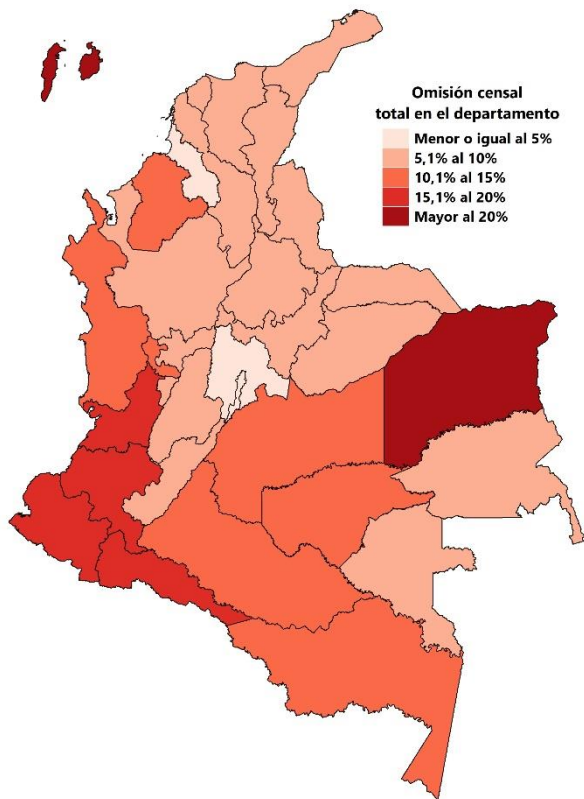 Omisión censal
total en el departamento
Menor o igual al 5%
5,1% al 10%
10,1% al 15%
15,1% al 20%
Mayor al 20%